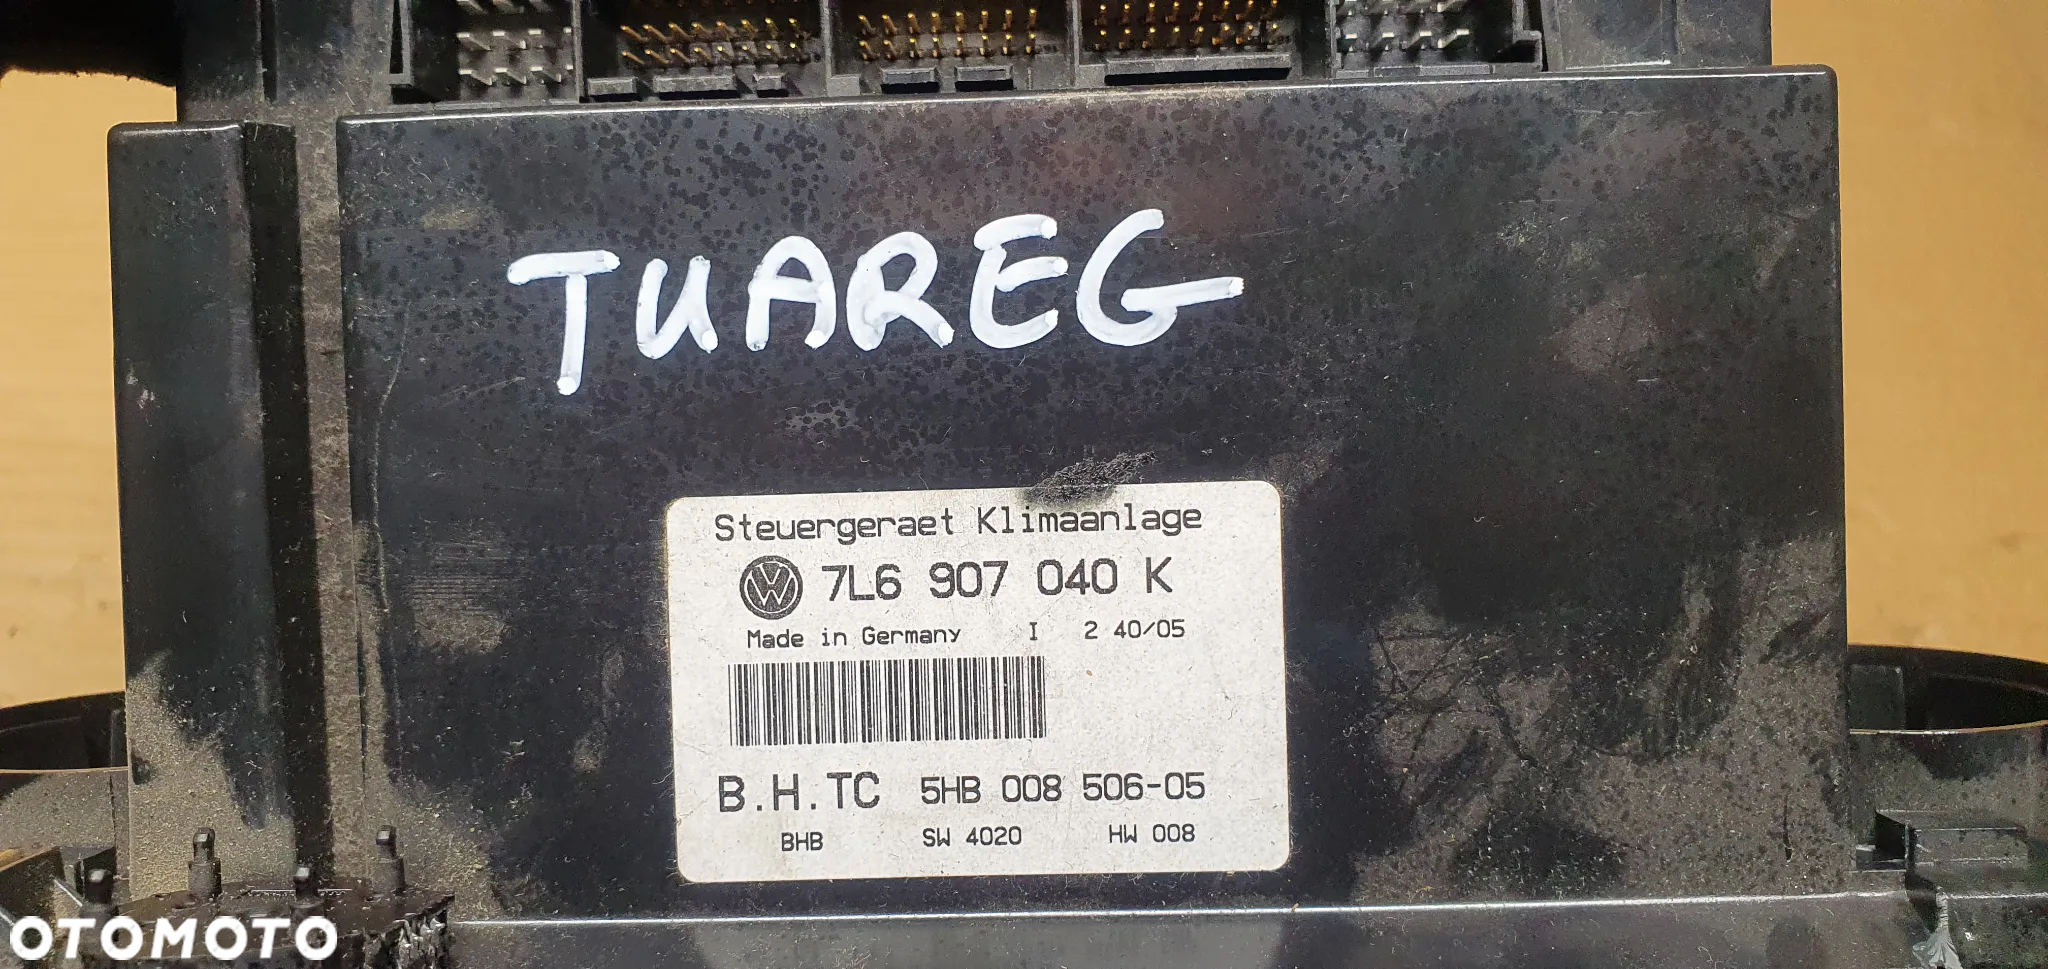 TUAREG
Steuergeraet Klimaanlage
7L6 907 040 K
Made in Germany I 2 40/05
B.H.TC 5HB 008 506-05
BHB SW 4020 HW 008
OTOMOTO